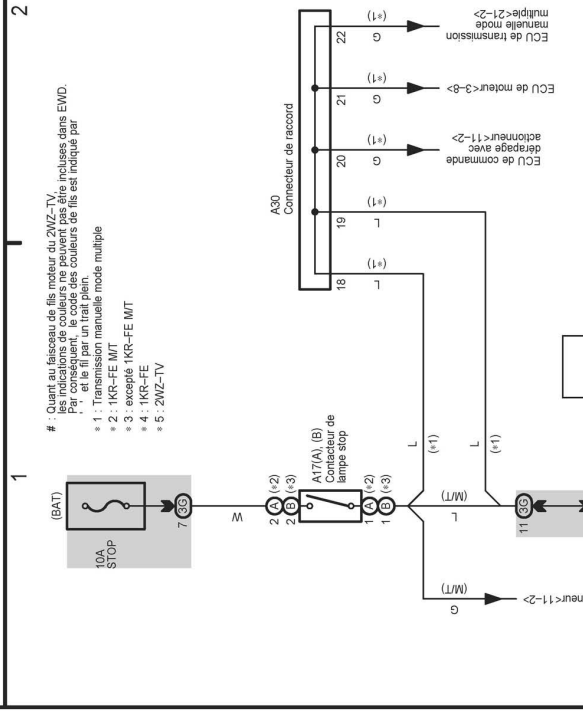 2
1
# : Quant au faisceau de fils moteur du 2WZ–TV,
les indications de couleurs ne peuvent pas être incluses dans EWD.
Par conséquent, le code des couleurs de fils est indiqué par
' ' et le fil par un trait plein.
* 1 : Transmission manuelle mode multiple
* 2 : 1KR–FE M/T
* 3 : excepté 1KR–FE M/T
* 4 : 1KR–FE
* 5 : 2WZ–TV
(BAT)
10A
STOP
7
3G
W
2
A
(*2)
2
B
(*3)
A17(A), (B)
Contacteur de
lampe stop
1
A
(*2)
1
B
(*3)
L
(M/T)
11
3G
G
(M/T)
neur<11–2>
L
(*1)
L
(*1)
A30
Connecteur de raccord
18
L
(*1)
19
L
(*1)
20
G
(*1)
ECU de commande
dérapage avec
actionneur<11–2>
21
G
(*1)
ECU de moteur<3–8>
22
G
(*1)
ECU de transmission
manuelle mode
multiple<21–2>